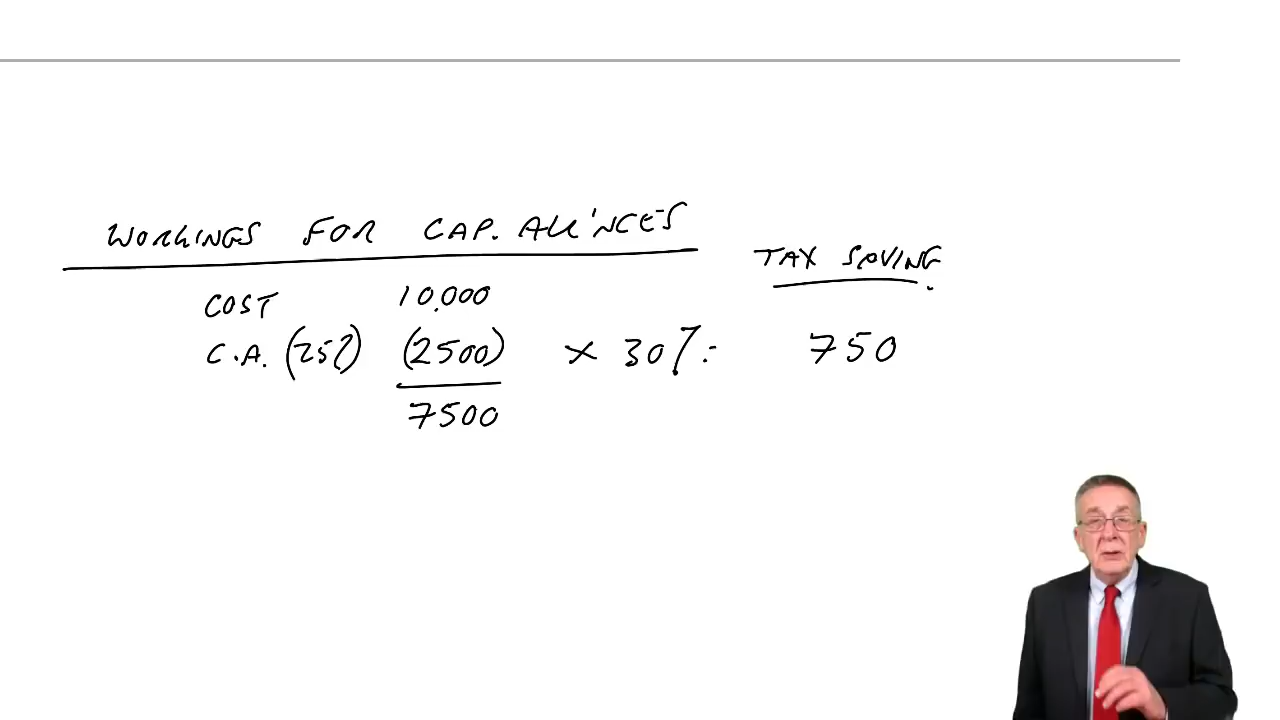 WORKINGS FOR CAP. ALL'NCES
TAX SAVING
COST 10,000
C.A. (25%) (2500) × 30% = 750
7500